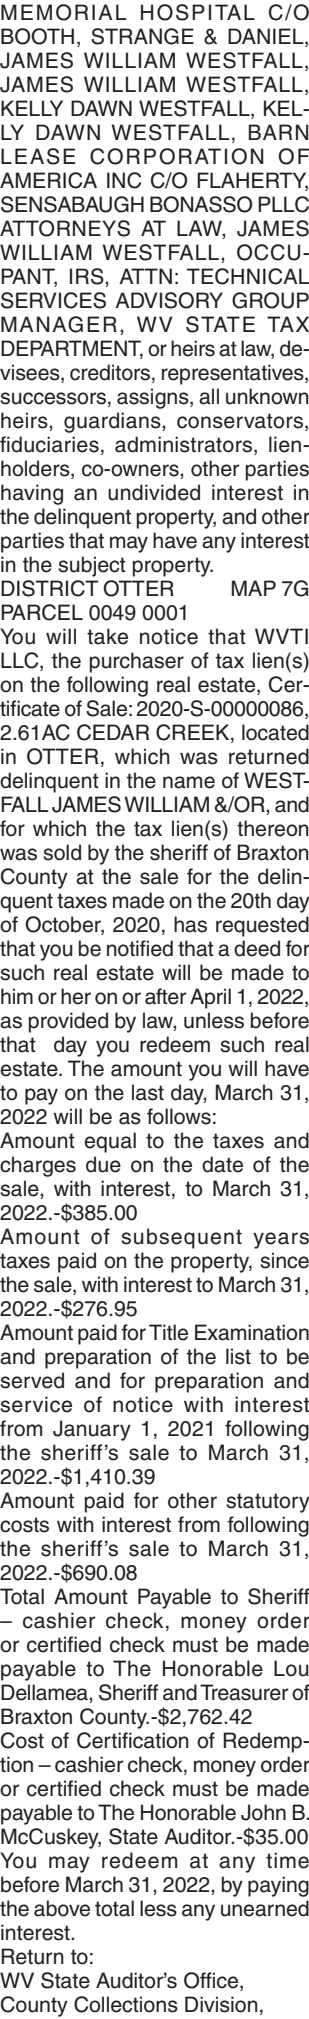 MEMORIAL HOSPITAL C/O
BOOTH, STRANGE & DANIEL,
JAMES WILLIAM WESTFALL,
JAMES WILLIAM WESTFALL,
KELLY DAWN WESTFALL, KEL-
LY DAWN WESTFALL, BARN
LEASE CORPORATION OF
AMERICA INC C/O FLAHERTY,
SENSABAUGH BONASSO PLLC
ATTORNEYS AT LAW, JAMES
WILLIAM WESTFALL, OCCU-
PANT, IRS, ATTN: TECHNICAL
SERVICES ADVISORY GROUP
MANAGER, WV STATE TAX
DEPARTMENT, or heirs at law, de-
visees, creditors, representatives,
successors, assigns, all unknown
heirs, guardians, conservators,
fiduciaries, administrators, lien-
holders, co-owners, other parties
having an undivided interest in
the delinquent property, and other
parties that may have any interest
in the subject property.
DISTRICT OTTER MAP 7G
PARCEL 0049 0001
You will take notice that WVTI
LLC, the purchaser of tax lien(s)
on the following real estate, Cer-
tificate of Sale: 2020-S-00000086,
2.61AC CEDAR CREEK, located
in OTTER, which was returned
delinquent in the name of WEST-
FALL JAMES WILLIAM &/OR, and
for which the tax lien(s) thereon
was sold by the sheriff of Braxton
County at the sale for the delin-
quent taxes made on the 20th day
of October, 2020, has requested
that you be notified that a deed for
such real estate will be made to
him or her on or after April 1, 2022,
as provided by law, unless before
that day you redeem such real
estate. The amount you will have
to pay on the last day, March 31,
2022 will be as follows:
Amount equal to the taxes and
charges due on the date of the
sale, with interest, to March 31,
2022.-$385.00
Amount of subsequent years
taxes paid on the property, since
the sale, with interest to March 31,
2022.-$276.95
Amount paid for Title Examination
and preparation of the list to be
served and for preparation and
service of notice with interest
from January 1, 2021 following
the sheriff's sale to March 31,
2022.-$1,410.39
Amount paid for other statutory
costs with interest from following
the sheriff's sale to March 31,
2022.-$690.08
Total Amount Payable to Sheriff
– cashier check, money order
or certified check must be made
payable to The Honorable Lou
Dellamea, Sheriff and Treasurer of
Braxton County.-$2,762.42
Cost of Certification of Redemp-
tion – cashier check, money order
or certified check must be made
payable to The Honorable John B.
McCuskey, State Auditor.-$35.00
You may redeem at any time
before March 31, 2022, by paying
the above total less any unearned
interest.
Return to:
WV State Auditor's Office,
County Collections Division,